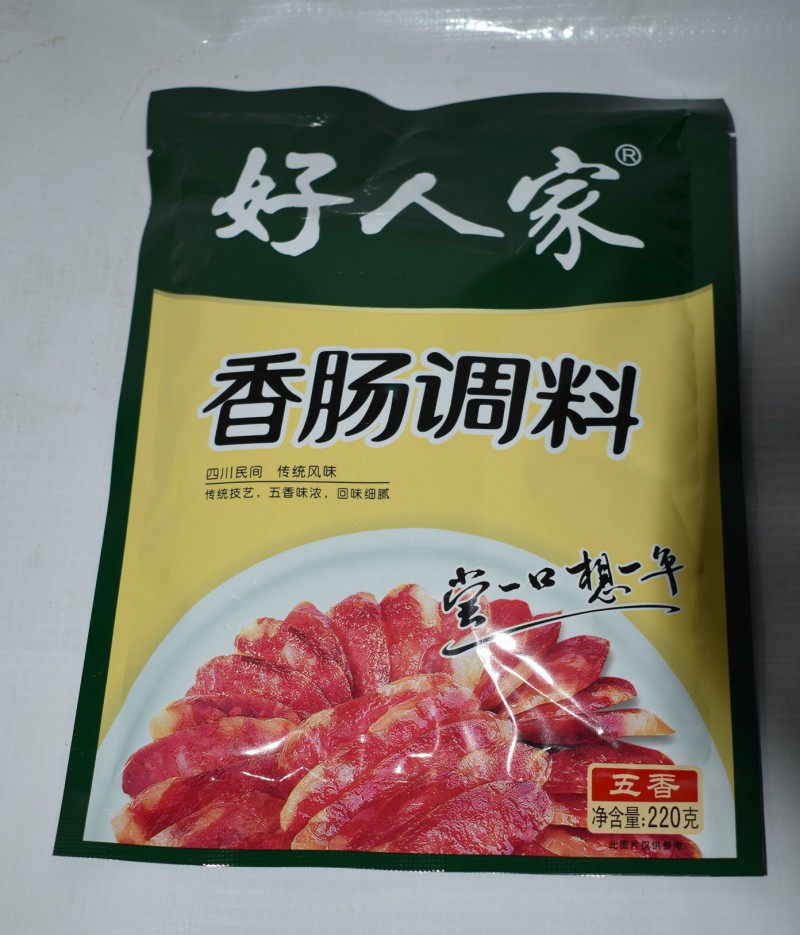 好人家®
香肠调料
四川民间 传统风味
传统技艺，五香味浓，回味细腻
尝一口想一年
五香
净含量:220克
此图片仅供参考